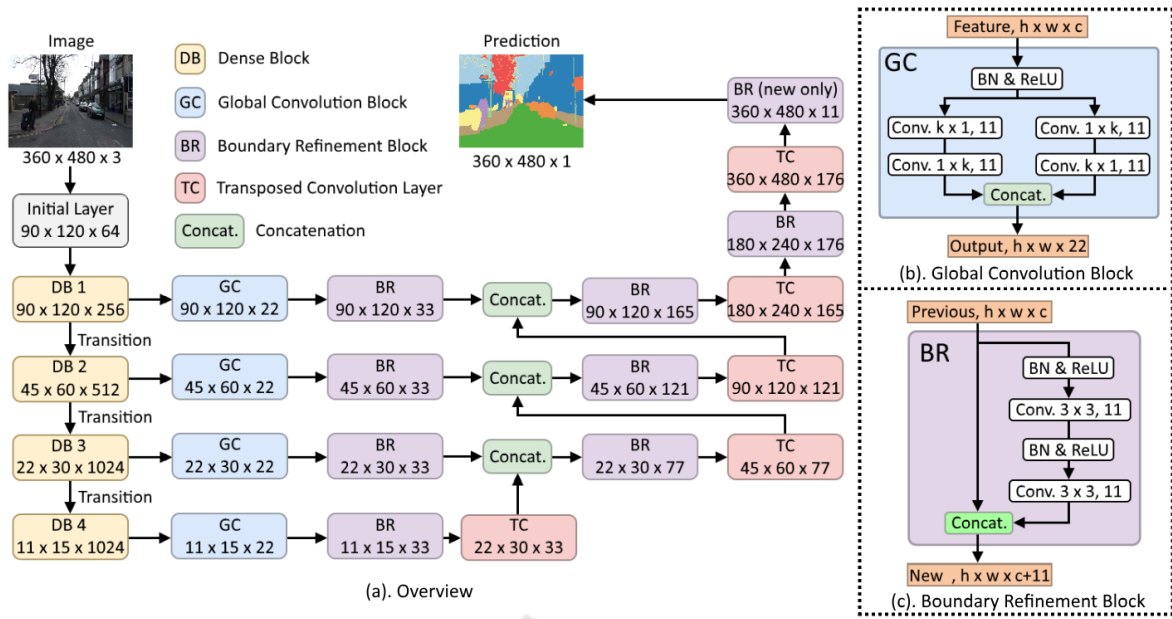 Image
360 x 480 x 3
Initial Layer
90 x 120 x 64
DB
Dense Block
GC
Global Convolution Block
BR
Boundary Refinement Block
TC
Transposed Convolution Layer
Concat.
Concatenation
Prediction
360 x 480 x 1
BR (new only)
360 x 480 x 11
TC
360 x 480 x 176
BR
180 x 240 x 176
DB 1
90 x 120 x 256
GC
90 x 120 x 22
BR
90 x 120 x 33
Concat.
BR
90 x 120 x 165
TC
180 x 240 x 165
Transition
DB 2
45 x 60 x 512
GC
45 x 60 x 22
BR
45 x 60 x 33
Concat.
BR
45 x 60 x 121
TC
90 x 120 x 121
Transition
DB 3
22 x 30 x 1024
GC
22 x 30 x 22
BR
22 x 30 x 33
Concat.
BR
22 x 30 x 77
TC
45 x 60 x 77
Transition
DB 4
11 x 15 x 1024
GC
11 x 15 x 22
BR
11 x 15 x 33
TC
22 x 30 x 33
(a). Overview
Feature, h x w x c
GC
BN & ReLU
Conv. k x 1, 11
Conv. 1 x k, 11
Conv. 1 x k, 11
Conv. k x 1, 11
Concat.
Output, h x w x 22
(b). Global Convolution Block
Previous, h x w x c
BR
BN & ReLU
Conv. 3 x 3, 11
BN & ReLU
Conv. 3 x 3, 11
Concat.
New , h x w x c+11
(c). Boundary Refinement Block